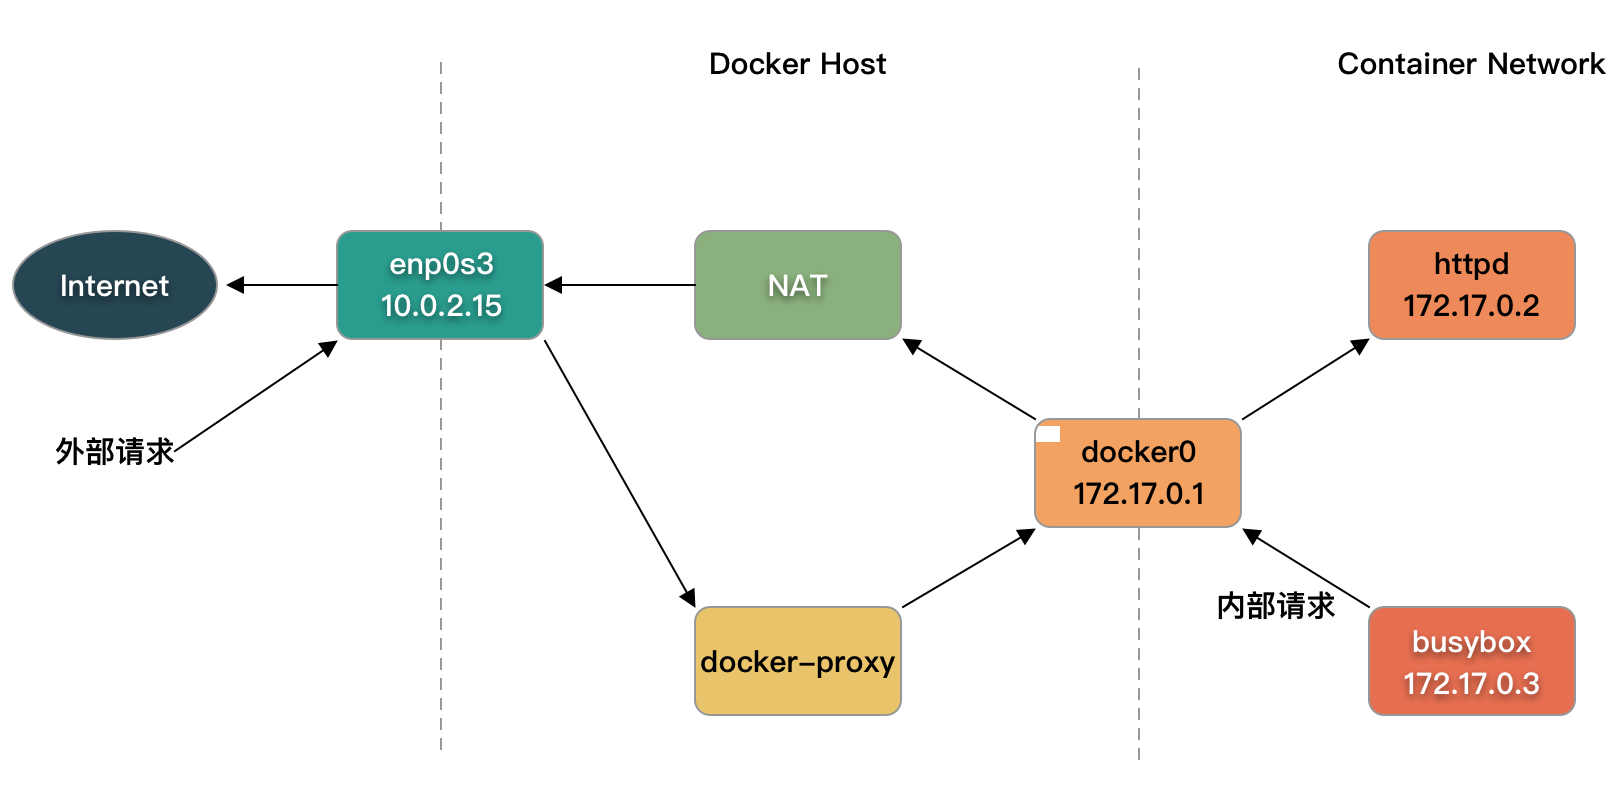 Docker Host
Container Network
Internet
enp0s3
10.0.2.15
NAT
httpd
172.17.0.2
外部请求
docker0
172.17.0.1
内部请求
docker-proxy
busybox
172.17.0.3